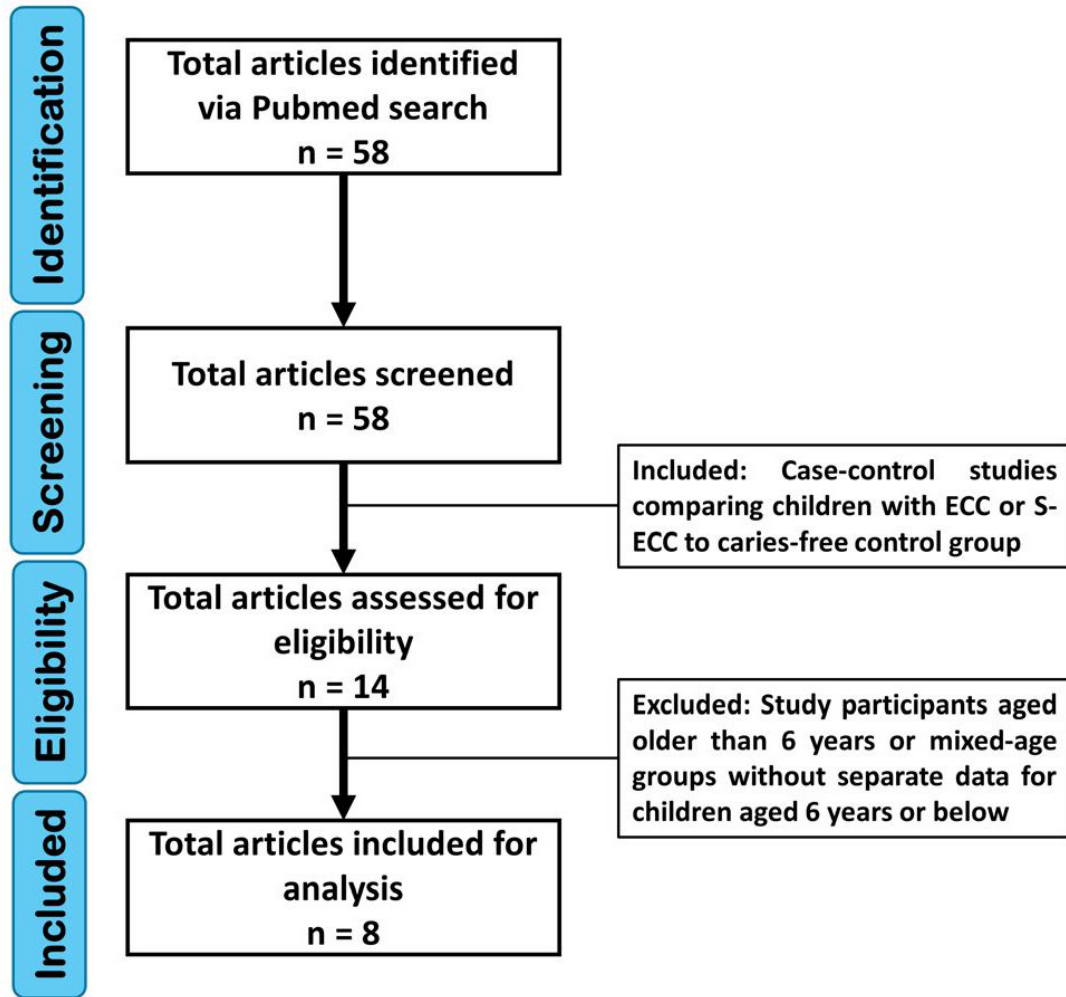 Identification
Total articles identified
via Pubmed search
n = 58
Screening
Total articles screened
n = 58
Included: Case-control studies
comparing children with ECC or S-
ECC to caries-free control group
Eligibility
Total articles assessed for
eligibility
n = 14
Excluded: Study participants aged
older than 6 years or mixed-age
groups without separate data for
children aged 6 years or below
Included
Total articles included for
analysis
n = 8